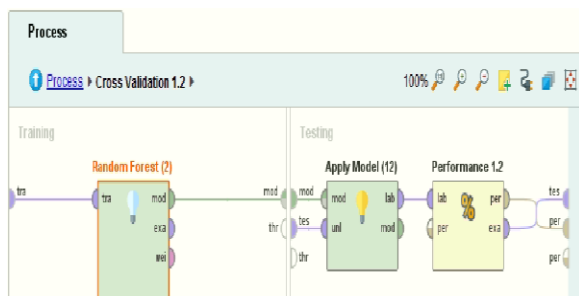 Process
Process ▸ Cross Validation 1.2 ▸
100%
Training
Testing
Random Forest (2)
Apply Model (12)
Performance 1.2
tra
tra
mod
exa
wei
mod
thr
mod
tes
thr
mod
unl
lab
mod
lab
per
per
exa
tes
per
per